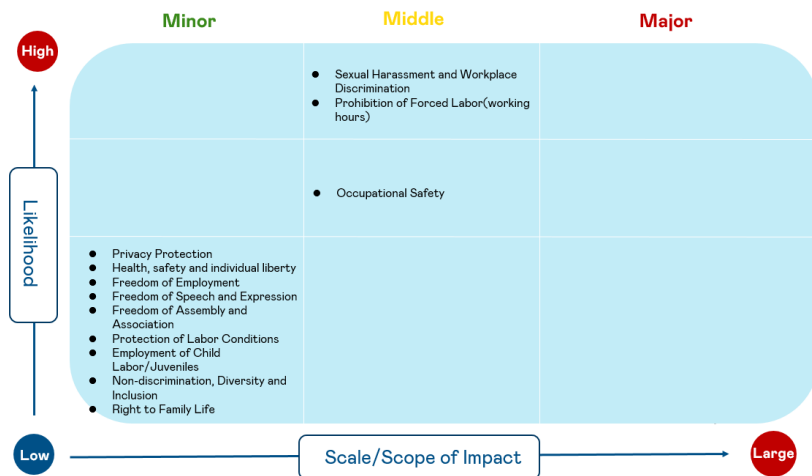 Minor
Middle
Major
High
● Sexual Harassment and Workplace
Discrimination
● Prohibition of Forced Labor(working
hours)
Likelihood
● Occupational Safety
● Privacy Protection
● Health, safety and individual liberty
● Freedom of Employment
● Freedom of Speech and Expression
● Freedom of Assembly and
Association
● Protection of Labor Conditions
● Employment of Child
Labor/Juveniles
● Non-discrimination, Diversity and
Inclusion
● Right to Family Life
Low
Scale/Scope of Impact
Large